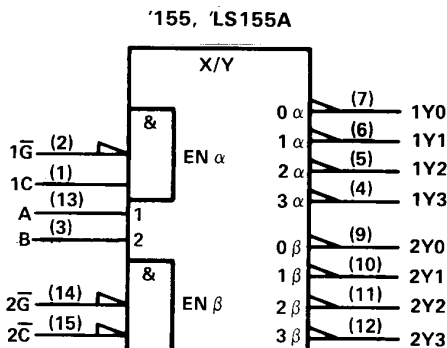 '155, 'LS155A
X/Y
&
EN α
1G̅ (2)
1C (1)
A (13) 1
B (3) 2
&
EN β
2G̅ (14)
2C̅ (15)
0 α (7) 1Y0
1 α (6) 1Y1
2 α (5) 1Y2
3 α (4) 1Y3
0 β (9) 2Y0
1 β (10) 2Y1
2 β (11) 2Y2
3 β (12) 2Y3